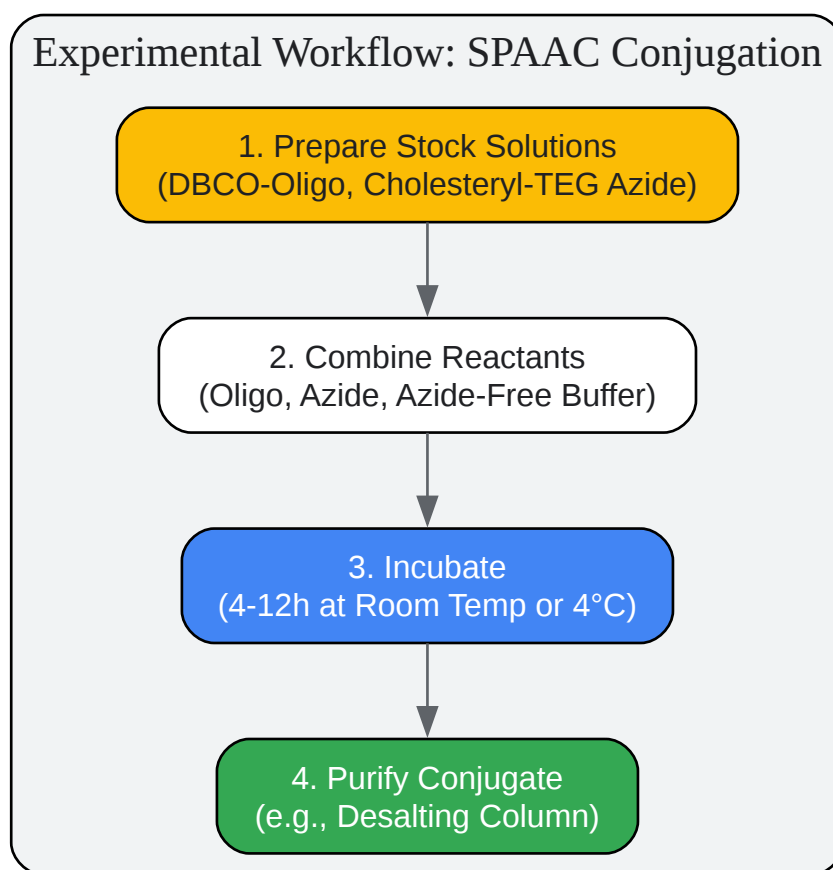 Experimental Workflow: SPAAC Conjugation
1. Prepare Stock Solutions
(DBCO-Oligo, Cholesteryl-TEG Azide)
2. Combine Reactants
(Oligo, Azide, Azide-Free Buffer)
3. Incubate
(4-12h at Room Temp or 4°C)
4. Purify Conjugate
(e.g., Desalting Column)